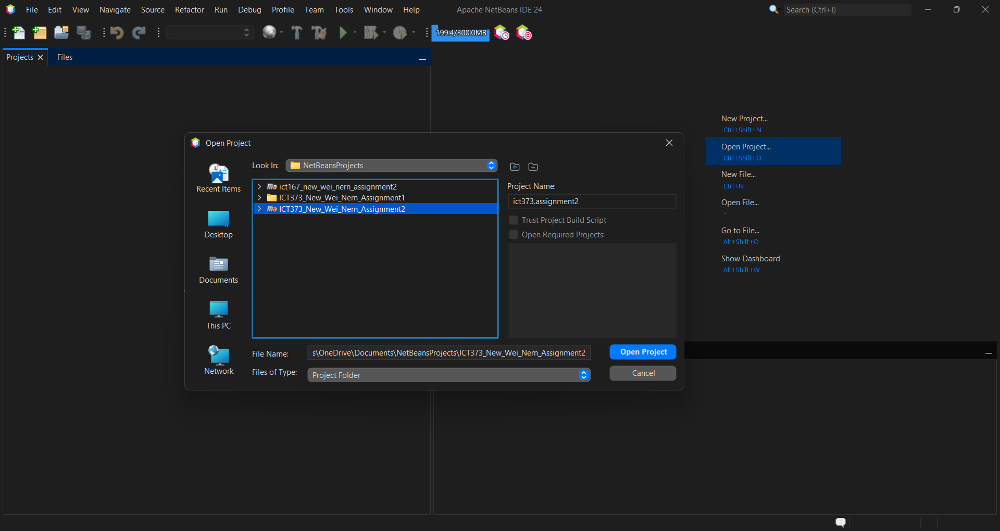 File Edit View Navigate Source Refactor Run Debug Profile Team Tools Window Help
Apache NetBeans IDE 24
Search (Ctrl+I)
199.4/300.0MB
Projects
Files
New Project...
Ctrl+Shift+N
Open Project...
Ctrl+Shift+O
New File...
Ctrl+N
Open File...
-
Go to File...
Alt+Shift+O
Show Dashboard
Alt+Shift+W
Open Project
Look In: NetBeansProjects
Recent Items
Desktop
Documents
This PC
Network
ict167_new_wei_nern_assignment2
ICT373_New_Wei_Nern_Assignment1
ICT373_New_Wei_Nern_Assignment2
Project Name:
ict373.assignment2
Trust Project Build Script
Open Required Projects:
File Name: s\OneDrive\Documents\NetBeansProjects\ICT373_New_Wei_Nern_Assignment2
Open Project
Files of Type: Project Folder
Cancel